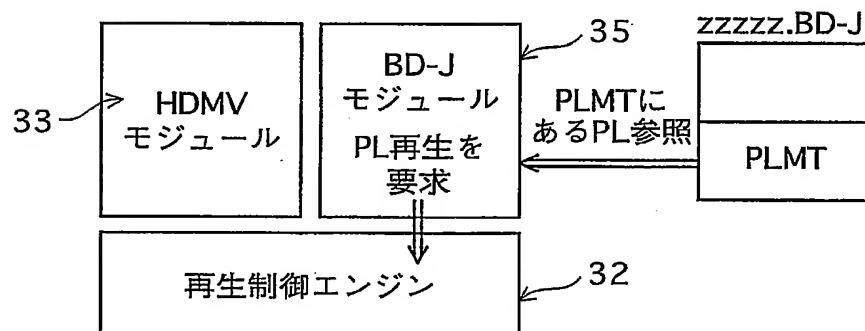 zzzzz.BD-J
35
33
HDMV
モジュール
BD-J
モジュール
PL再生を
要求
PLMTに
あるPL参照
PLMT
再生制御エンジン
32